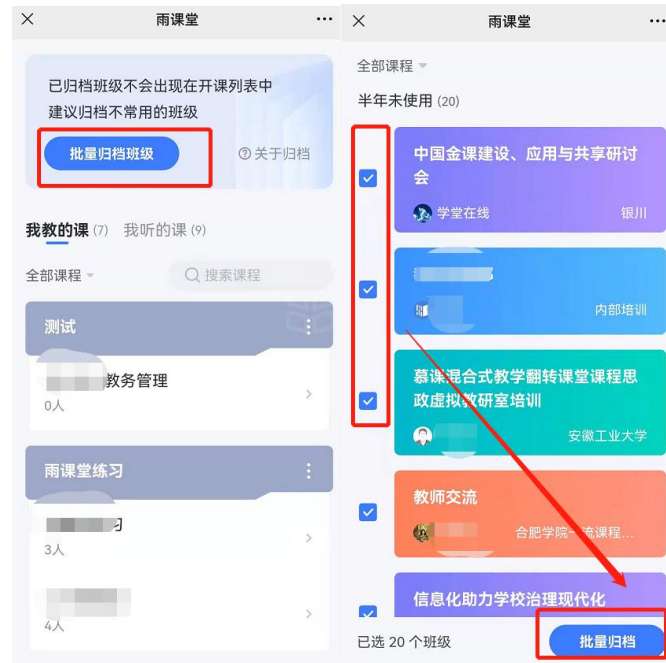 雨课堂
已归档班级不会出现在开课列表中
建议归档不常用的班级
批量归档班级
关于归档
我教的课 (7) 我听的课 (9)
全部课程
搜索课程
测试
教务管理
0人
雨课堂练习
习
3人
4人
雨课堂
全部课程
半年未使用 (20)
中国金课建设、应用与共享研讨
会
学堂在线
银川
内部培训
慕课混合式教学翻转课堂课程思
政虚拟教研室培训
安徽工业大学
教师交流
合肥学院一流课程...
信息化助力学校治理现代化
已选 20 个班级
批量归档